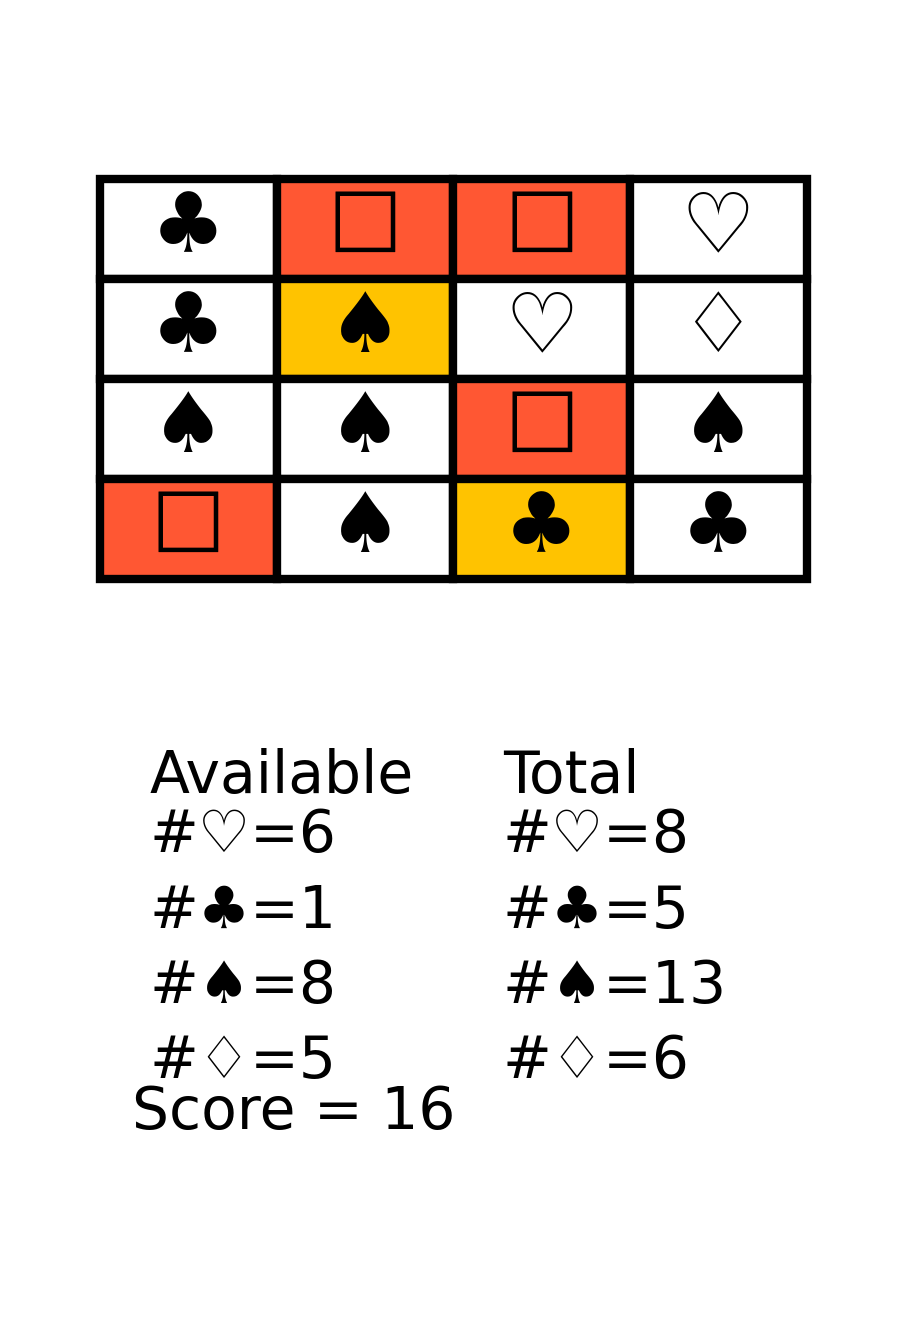 ♣ □ □ ♡
♣ ♠ ♡ ♢
♠ ♠ □ ♠
□ ♠ ♣ ♣
Available Total
#♡=6 #♡=8
#♣=1 #♣=5
#♠=8 #♠=13
#♢=5 #♢=6
Score = 16